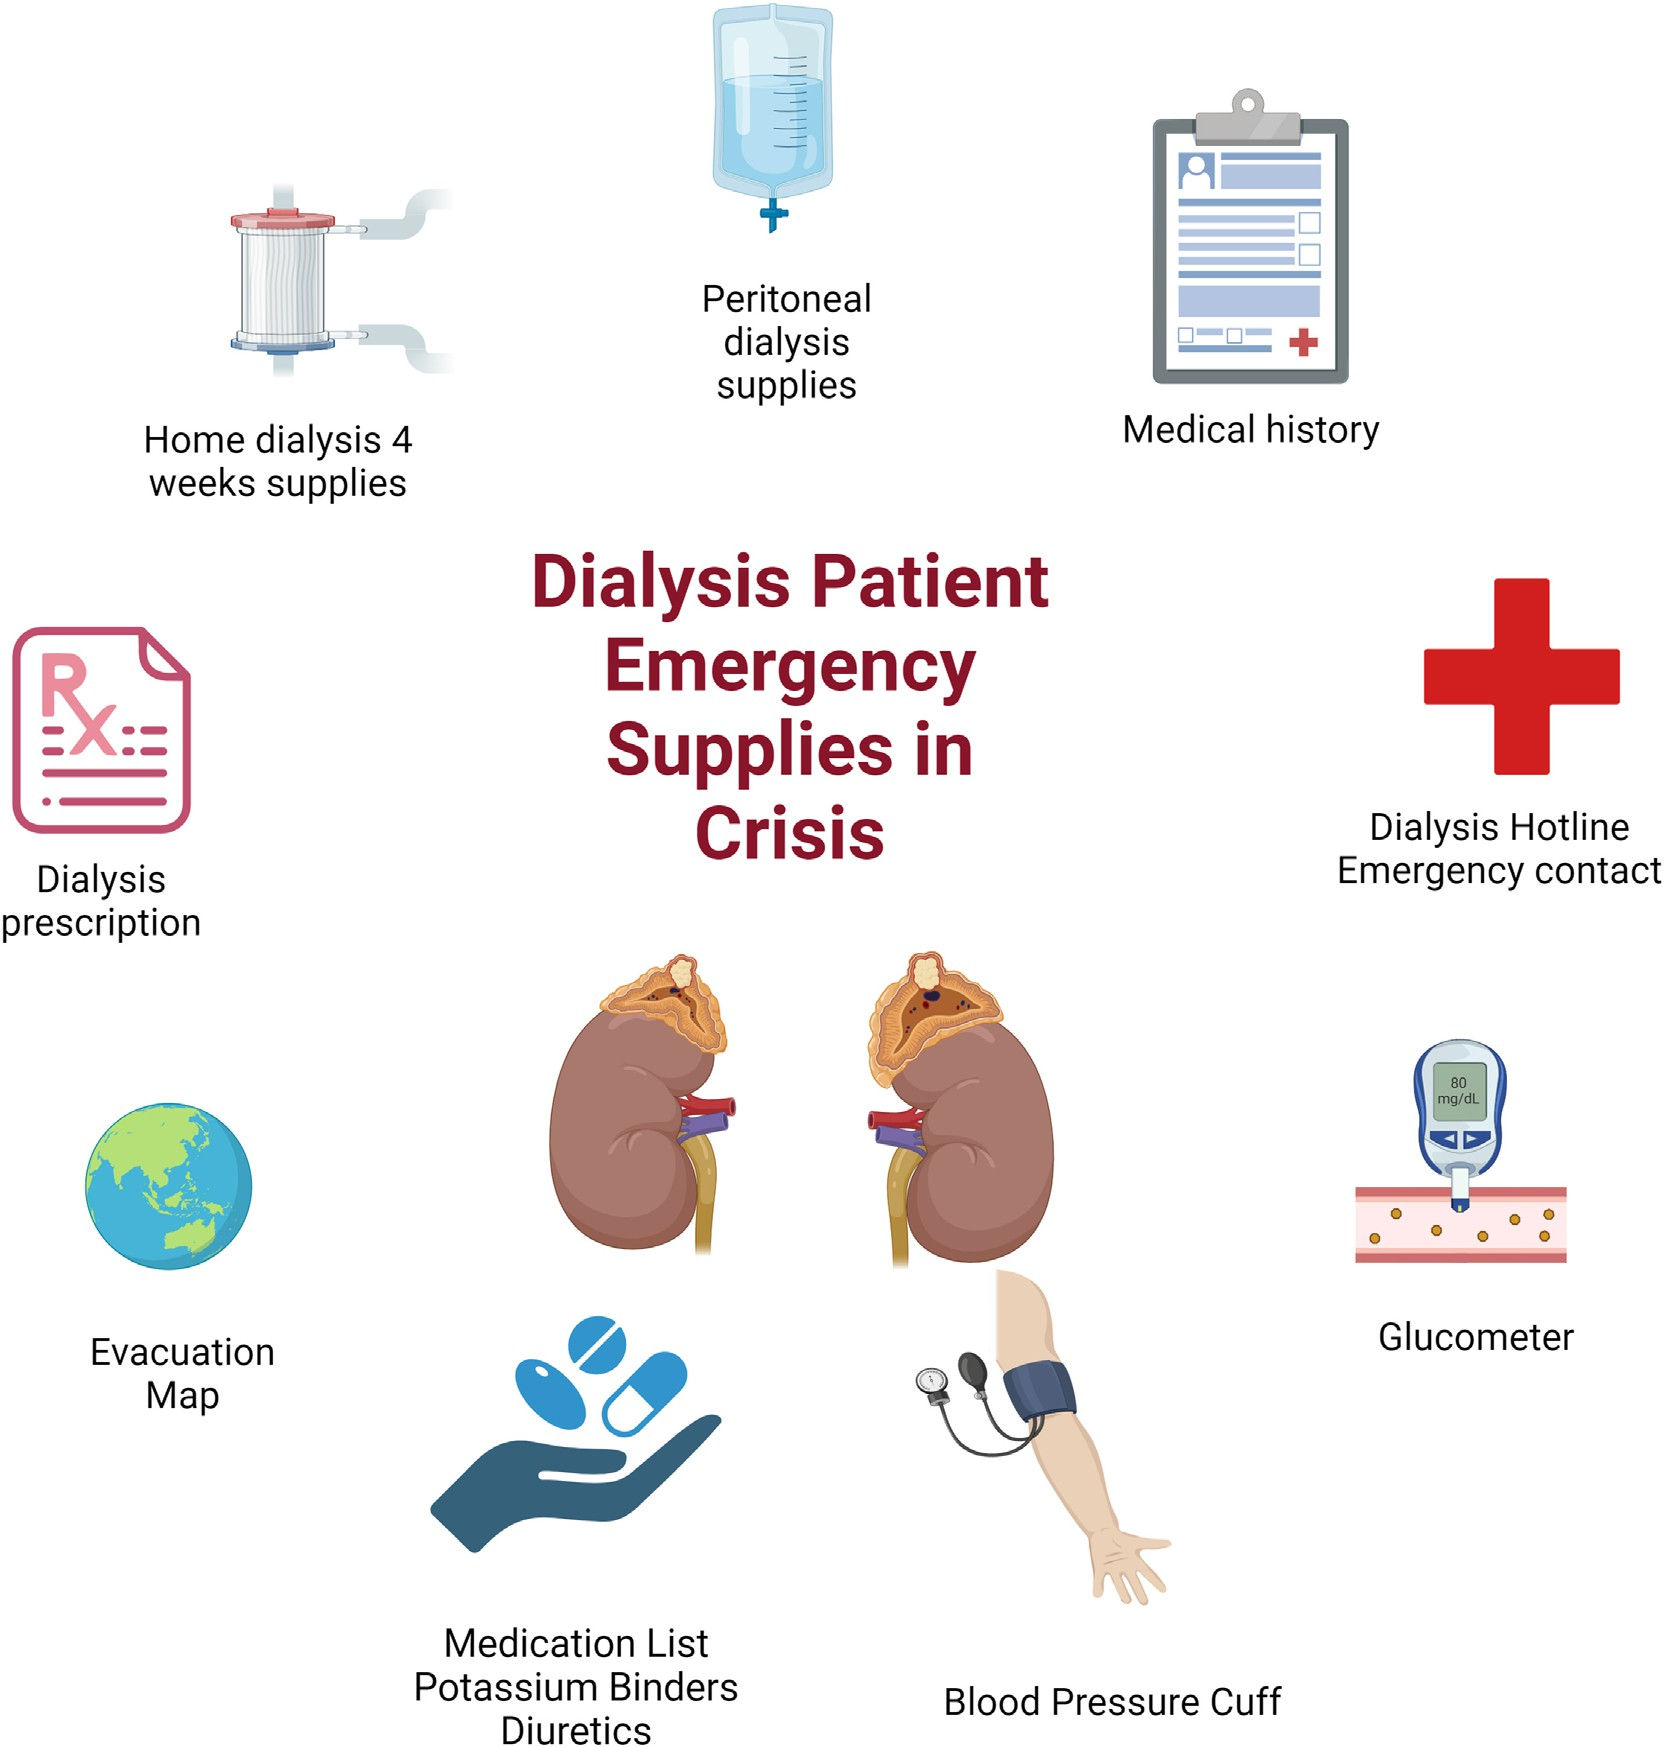 Peritoneal
dialysis
supplies
Medical history
Home dialysis 4
weeks supplies
Dialysis Patient
Emergency
Supplies in
Crisis
Rx
Dialysis
prescription
Dialysis Hotline
Emergency contact
80
mg/dL
Glucometer
Evacuation
Map
Medication List
Potassium Binders
Diuretics
Blood Pressure Cuff